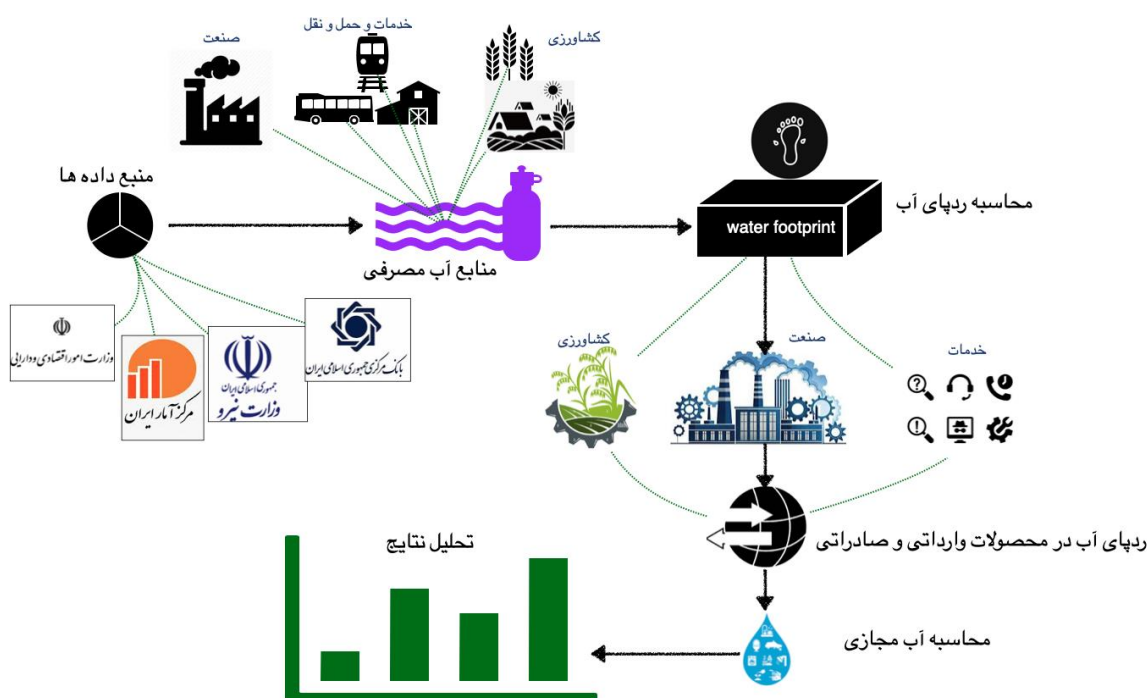 صنعت
خدمات و حمل و نقل
کشاورزی
منبع داده ها
منابع آب مصرفی
water footprint
محاسبه ردپای آب
وزارت امور اقتصادی و دارایی
مرکز آمار ایران
جمهوری اسلامی ایران
وزارت نیرو
بانک مرکزی جمهوری اسلامی ایران
کشاورزی
صنعت
خدمات
ردپای آب در محصولات وارداتی و صادراتی
محاسبه آب مجازی
تحلیل نتایج